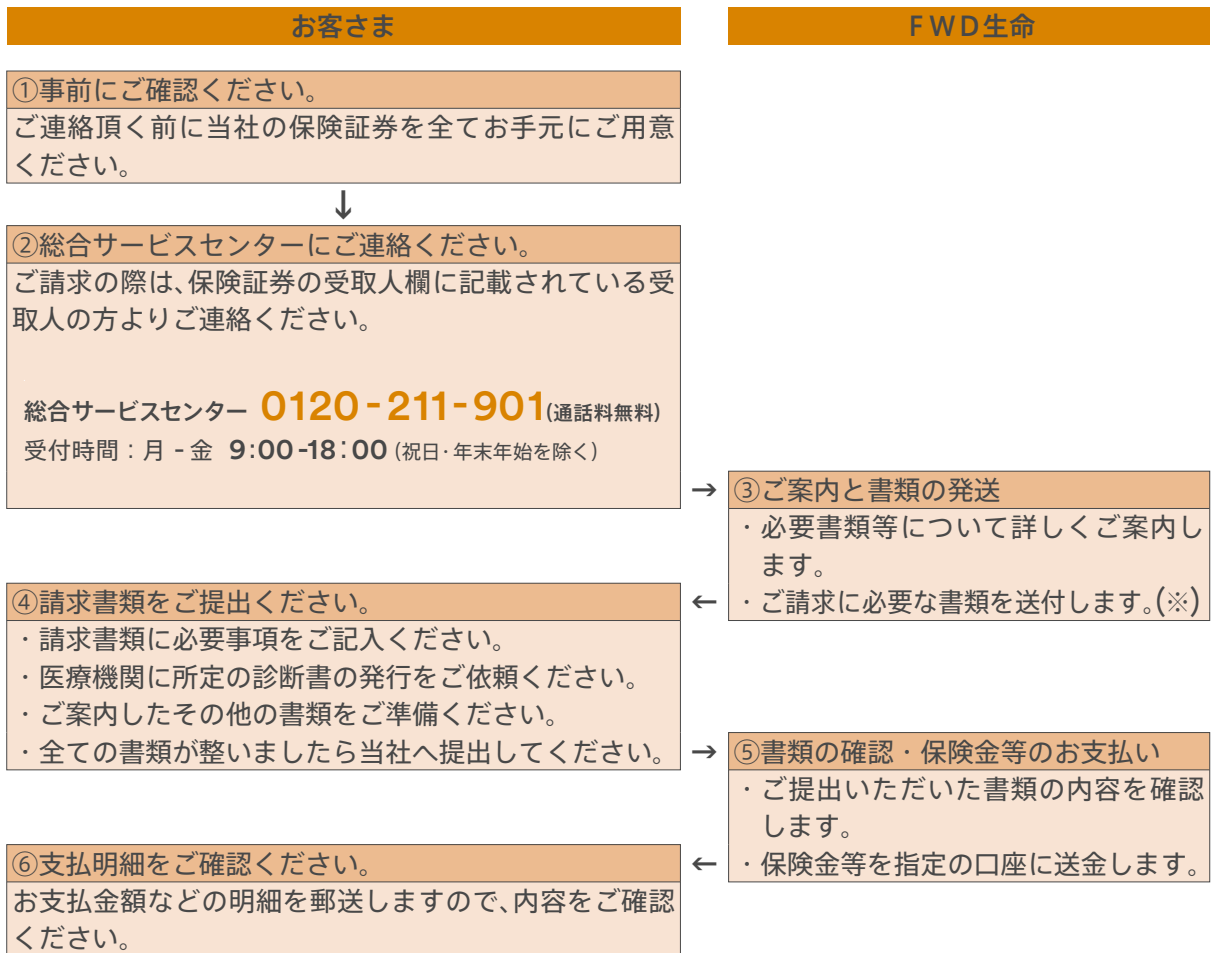 お客さま
FWD生命
①事前にご確認ください。
ご連絡頂く前に当社の保険証券を全てお手元にご用意
ください。
↓
②総合サービスセンターにご連絡ください。
ご請求の際は、保険証券の受取人欄に記載されている受
取人の方よりご連絡ください。
総合サービスセンター 0120-211-901(通話料無料)
受付時間：月 - 金 9:00-18:00 (祝日・年末年始を除く)
→
③ご案内と書類の発送
・必要書類等について詳しくご案内し
ます。
・ご請求に必要な書類を送付します。(※)
←
④請求書類をご提出ください。
・請求書類に必要事項をご記入ください。
・医療機関に所定の診断書の発行をご依頼ください。
・ご案内したその他の書類をご準備ください。
・全ての書類が整いましたら当社へ提出してください。
→
⑤書類の確認・保険金等のお支払い
・ご提出いただいた書類の内容を確認
します。
・保険金等を指定の口座に送金します。
←
⑥支払明細をご確認ください。
お支払金額などの明細を郵送しますので、内容をご確認
ください。